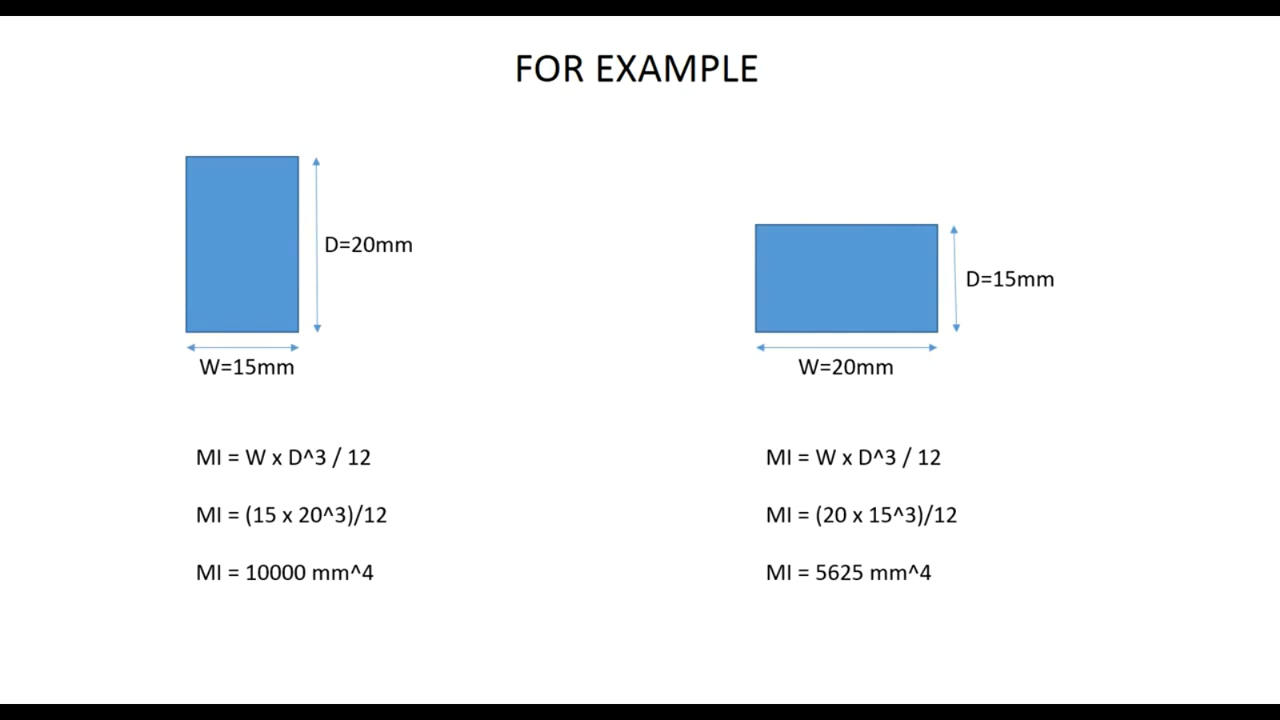 FOR EXAMPLE
D=20mm
W=15mm
MI = W x D^3 / 12
MI = (15 x 20^3)/12
MI = 10000 mm^4
D=15mm
W=20mm
MI = W x D^3 / 12
MI = (20 x 15^3)/12
MI = 5625 mm^4